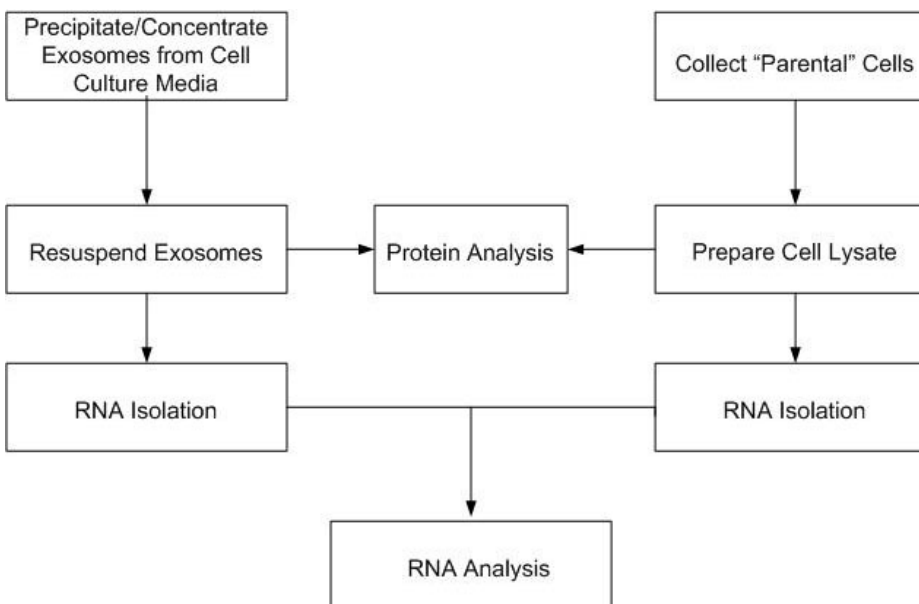 Precipitate/Concentrate
Exosomes from Cell
Culture Media
Collect “Parental” Cells
Resuspend Exosomes
Protein Analysis
Prepare Cell Lysate
RNA Isolation
RNA Isolation
RNA Analysis